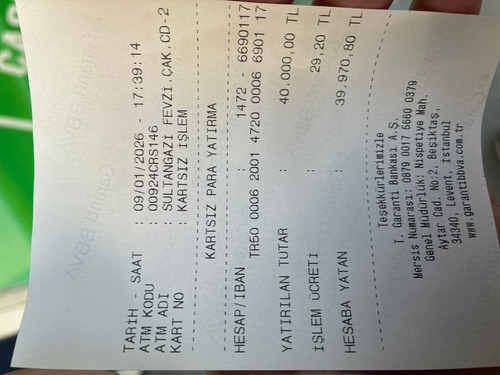 TARİH - SAAT : 09/01/2026 - 17:39:14
ATM KODU : 00924CRS146
ATM ADI : SULTANGAZİ FEVZİ.ÇAK.CD-2
KART NO : KARTSIZ İŞLEM
KARTSIZ PARA YATIRMA
HESAP/IBAN : 1472 - 6690117
TR50 0006 2001 4720 0006 6901 17
YATIRILAN TUTAR : 40.000,00 TL
İŞLEM ÜCRETİ : 29,20 TL
HESABA YATAN : 39.970,80 TL
Teşekkürlerimizle
T. Garanti Bankası A.Ş.
Mersis Numarası: 0879 0017 5660 0379
Genel Müdürlük: Nispetiye Mah.
Aytar Cad. No:2, Beşiktaş,
34340, Levent, İstanbul
www.garantibbva.com.tr